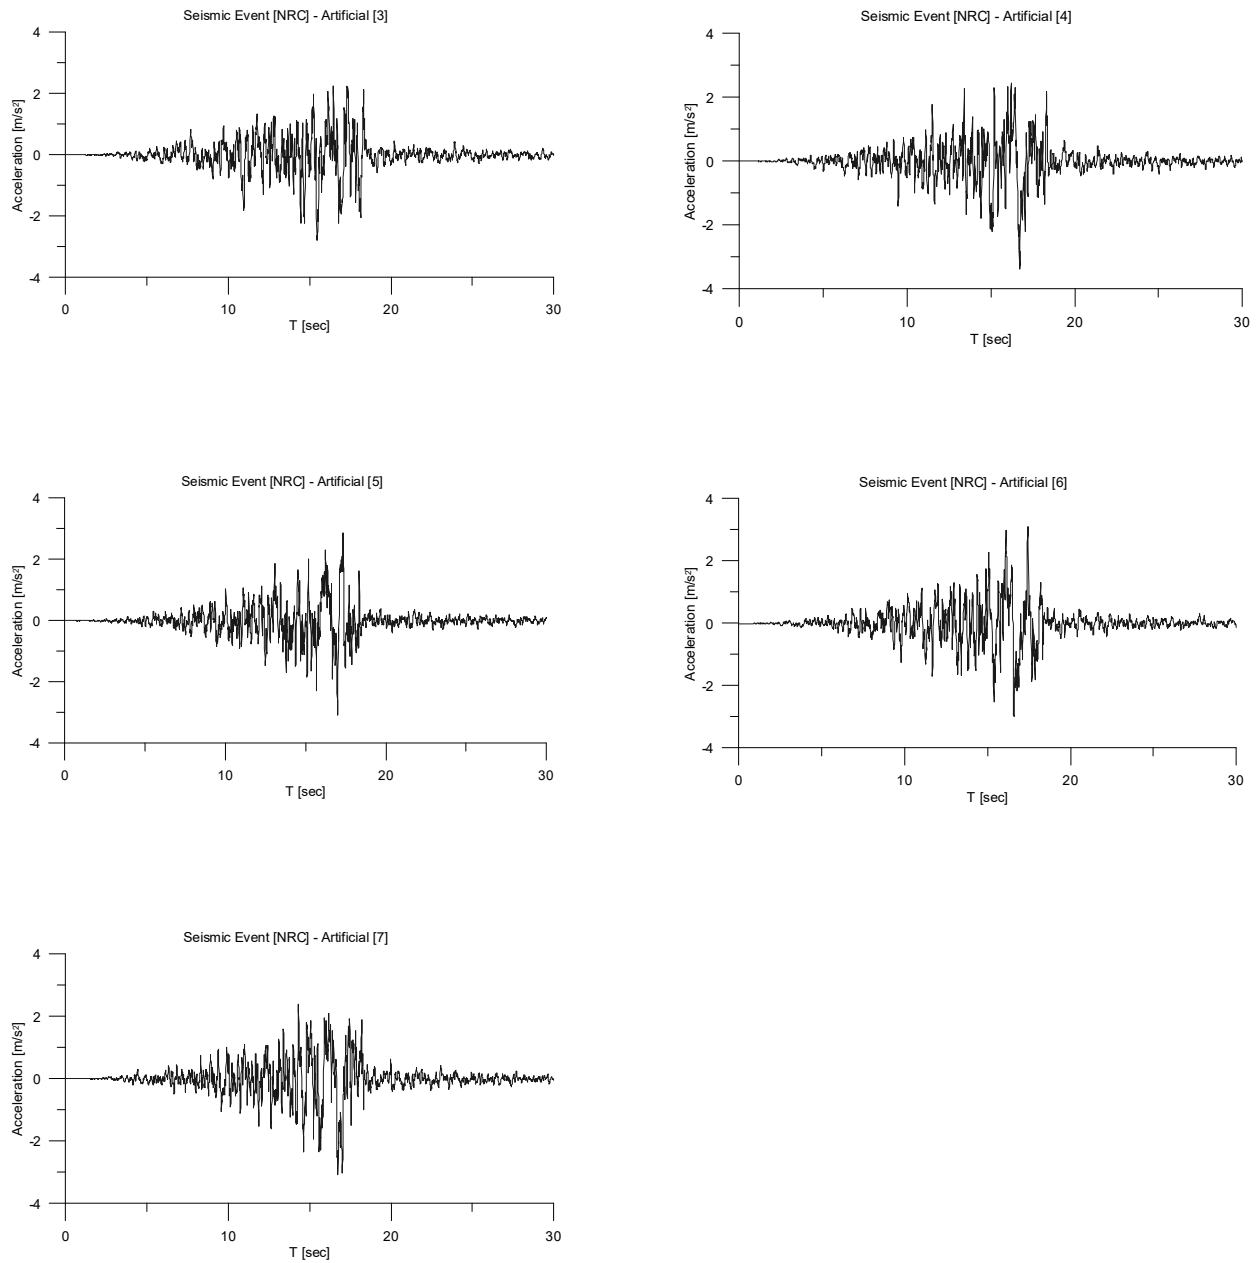 Seismic Event [NRC] - Artificial [3]
4
2
0
-2
-4
Acceleration [m/s²]
0 10 20 30
T [sec]
Seismic Event [NRC] - Artificial [4]
4
2
0
-2
-4
Acceleration [m/s²]
0 10 20 30
T [sec]
Seismic Event [NRC] - Artificial [5]
4
2
0
-2
-4
Acceleration [m/s²]
0 10 20 30
T [sec]
Seismic Event [NRC] - Artificial [6]
4
2
0
-2
-4
Acceleration [m/s²]
0 10 20 30
T [sec]
Seismic Event [NRC] - Artificial [7]
4
2
0
-2
-4
Acceleration [m/s²]
0 10 20 30
T [sec]